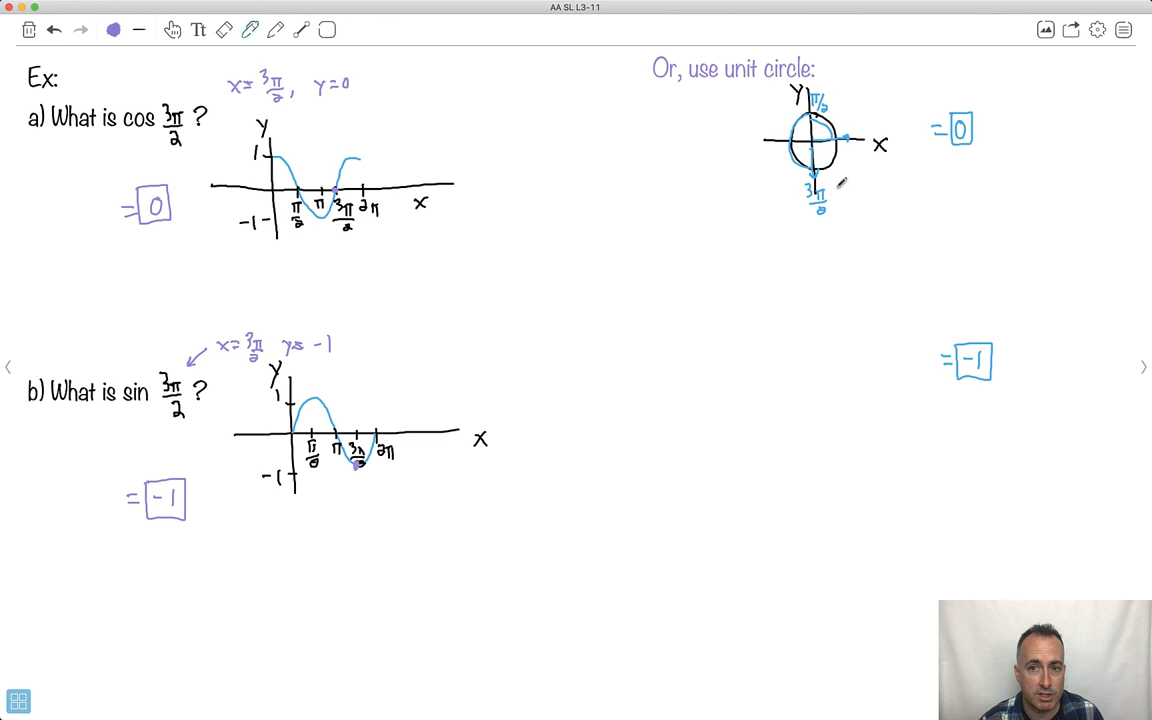 AA SL L3-11
Tt
Ex:
x = 3π/2, y = 0
a) What is cos 3π/2 ?
= 0
y
1
-1
π/2 π 3π/2 2π
x
Or, use unit circle:
y
π/2
x
3π/2
= 0
x = 3π/2 y = -1
b) What is sin 3π/2 ?
= -1
y
1
-1
π/2 π 3π/2 2π
x
= -1